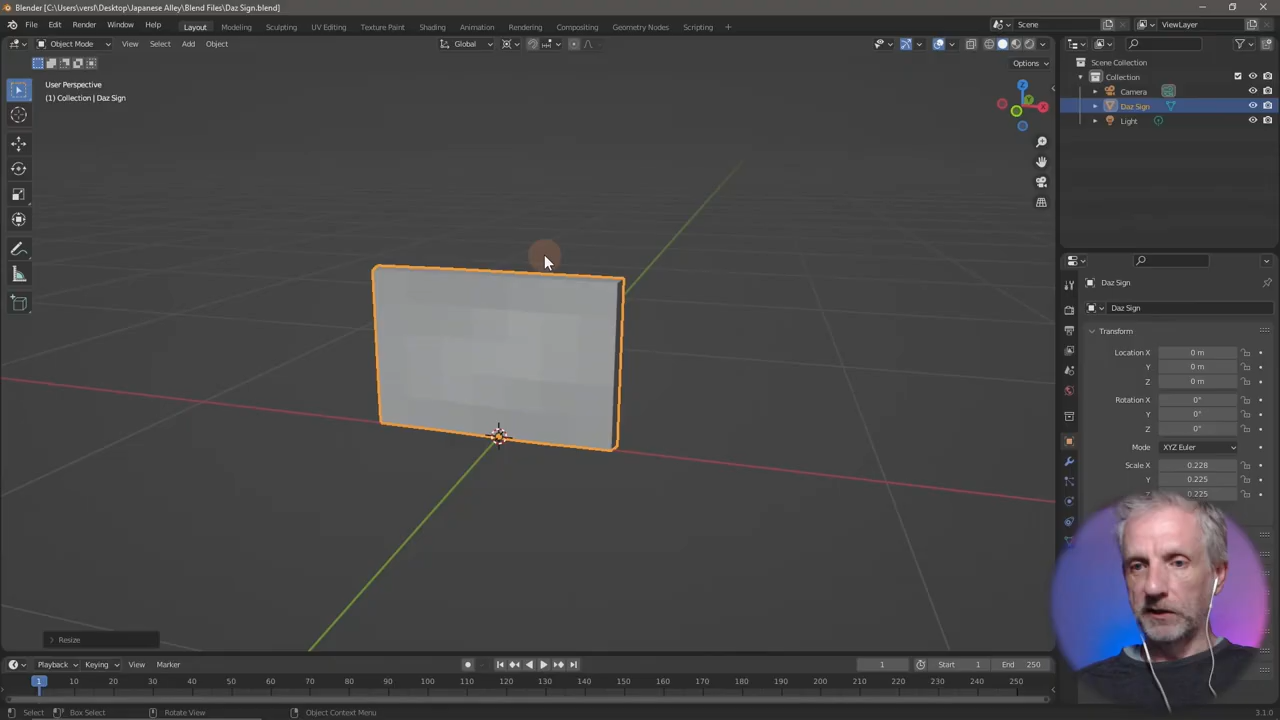 Blender [C:\Users\versl\Desktop\Japanese Alley\Blend Files\Daz Sign.blend]
File Edit Render Window Help Layout Modeling Sculpting UV Editing Texture Paint Shading Animation Rendering Compositing Geometry Nodes Scripting Scene ViewLayer
Object Mode View Select Add Object Global
Options
User Perspective
(1) Collection | Daz Sign
Z
Y
X
Scene Collection
Collection
Camera
Daz Sign
Light
Daz Sign
Daz Sign
Transform
Location X 0 m
Y 0 m
Z 0 m
Rotation X 0°
Y 0°
Z 0°
Mode XYZ Euler
Scale X 0.228
Y 0.225
Z 0.225
Resize
Playback Keying View Marker 1 Start 1 End 250
1 10 20 30 40 50 60 70 80 90 100 110 120 130 140 150 160 170 180 190 200 210 220 230 240 250
Select Box Select Rotate View Object Context Menu 3.1.0